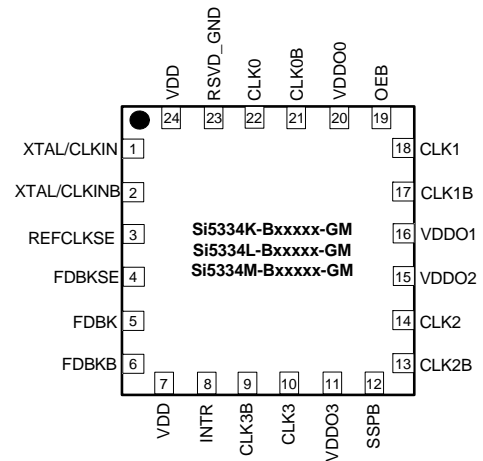 VDD
RSVD_GND
CLK0
CLK0B
VDDO0
OEB
24
23
22
21
20
19
XTAL/CLKIN 1
18 CLK1
XTAL/CLKINB 2
17 CLK1B
REFCLKSE 3
16 VDDO1
FDBKSE 4
15 VDDO2
FDBK 5
14 CLK2
FDBKB 6
13 CLK2B
Si5334K-Bxxxxx-GM
Si5334L-Bxxxxx-GM
Si5334M-Bxxxxx-GM
7
8
9
10
11
12
VDD
INTR
CLK3B
CLK3
VDDO3
SSPB